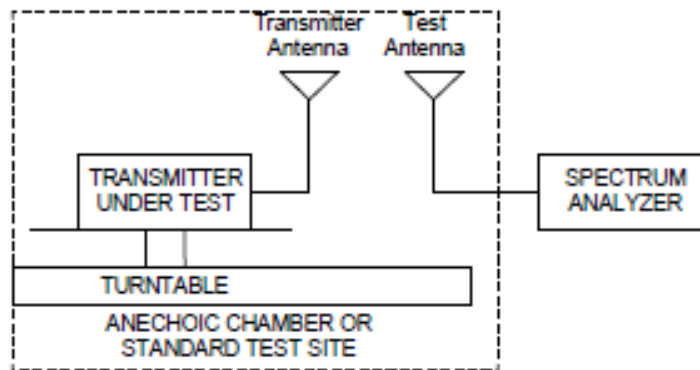 Transmitter
Antenna
Test
Antenna
TRANSMITTER
UNDER TEST
SPECTRUM
ANALYZER
TURNTABLE
ANECHOIC CHAMBER OR
STANDARD TEST SITE